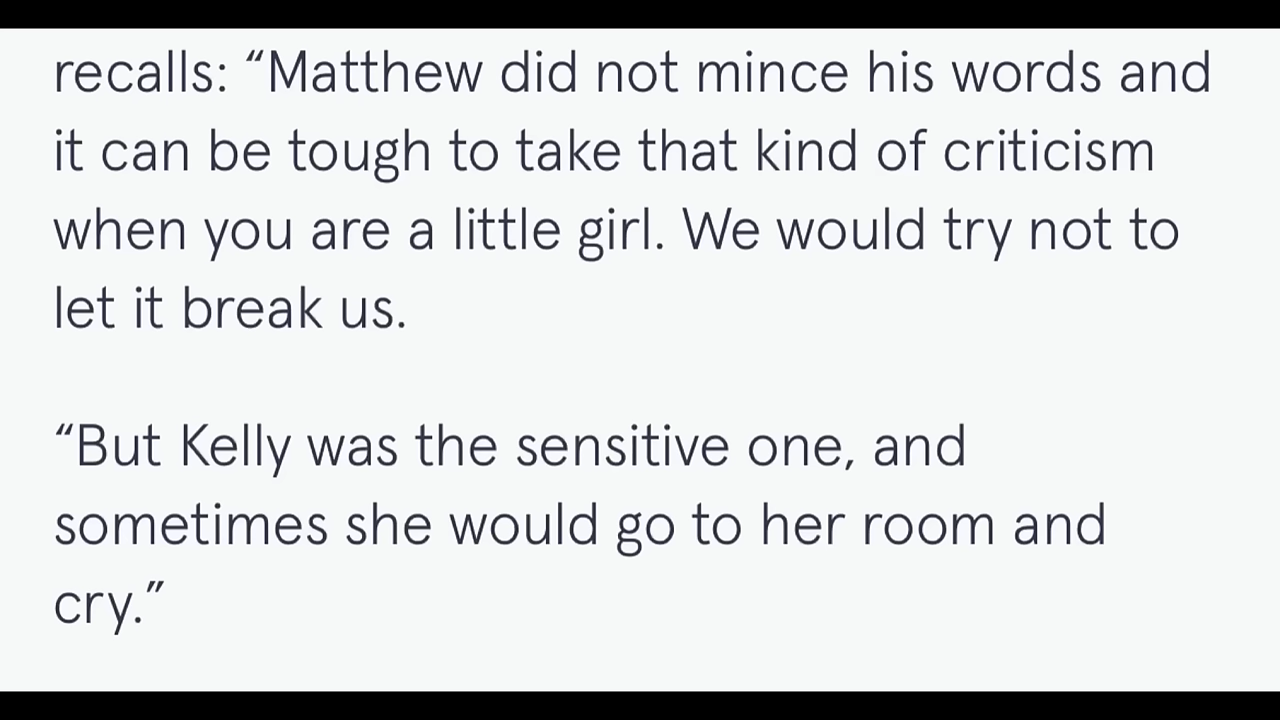 recalls: “Matthew did not mince his words and
it can be tough to take that kind of criticism
when you are a little girl. We would try not to
let it break us.
“But Kelly was the sensitive one, and
sometimes she would go to her room and
cry.”